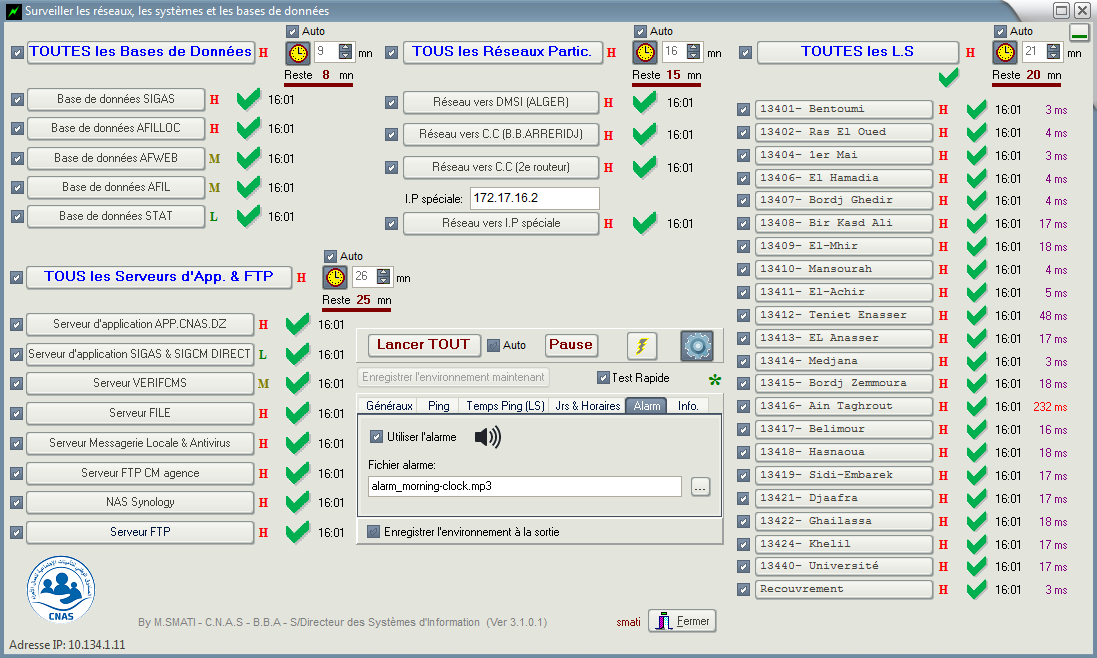 Surveiller les réseaux, les systèmes et les bases de données
Auto
TOUTES les Bases de Données H 9 mn
Reste 8 mn
Base de données SIGAS H 16:01
Base de données AFILLOC H 16:01
Base de données AFWEB M 16:01
Base de données AFIL M 16:01
Base de données STAT L 16:01
Auto
TOUS les Réseaux Partic. H 16 mn
Reste 15 mn
Réseau vers DMSI (ALGER) H 16:01
Réseau vers C.C (B.B.ARRERIDJ) H 16:01
Réseau vers C.C (2e routeur) H 16:01
I.P spéciale: 172.17.16.2
Réseau vers I.P spéciale H 16:01
Auto
TOUTES les L.S H 21 mn
Reste 20 mn
13401- Bentoumi H 16:01 3 ms
13402- Ras El Oued H 16:01 4 ms
13404- 1er Mai H 16:01 3 ms
13406- El Hamadia H 16:01 4 ms
13407- Bordj Ghedir H 16:01 4 ms
13408- Bir Kasd Ali H 16:01 17 ms
13409- El-Mhir H 16:01 18 ms
13410- Mansourah H 16:01 4 ms
13411- El-Achir H 16:01 5 ms
13412- Teniet Enasser H 16:01 48 ms
13413- EL Anasser H 16:01 17 ms
13414- Medjana H 16:01 3 ms
13415- Bordj Zemmoura H 16:01 18 ms
13416- Ain Taghrout H 16:01 232 ms
13417- Belimour H 16:01 16 ms
13418- Hasnaoua H 16:01 18 ms
13419- Sidi-Embarek H 16:01 17 ms
13421- Djaafra H 16:01 17 ms
13422- Ghailassa H 16:01 18 ms
13424- Khelil H 16:01 17 ms
13440- Université H 16:01 17 ms
Recouvrement H 16:01 3 ms
Auto
TOUS les Serveurs d'App. & FTP H 26 mn
Reste 25 mn
Serveur d'application APP.CNAS.DZ H 16:01
Serveur d'application SIGAS & SIGCM DIRECT L 16:01
Serveur VERIFCMS M 16:01
Serveur FILE H 16:01
Serveur Messagerie Locale & Antivirus H 16:01
Serveur FTP CM agence H 16:01
NAS Synology H 16:01
Serveur FTP H 16:01
Lancer TOUT Auto Pause
Enregistrer l'environnement maintenant Test Rapide *
Généraux Ping Temps Ping (LS) Jrs & Horaires Alarm Info.
Utiliser l'alarme
Fichier alarme:
alarm_morning-clock.mp3 ...
Enregistrer l'environnement à la sortie
CNAS
By M.SMATI - C.N.A.S - B.B.A - S/Directeur des Systèmes d'Information (Ver 3.1.0.1)
smati Fermer
Adresse IP: 10.134.1.11